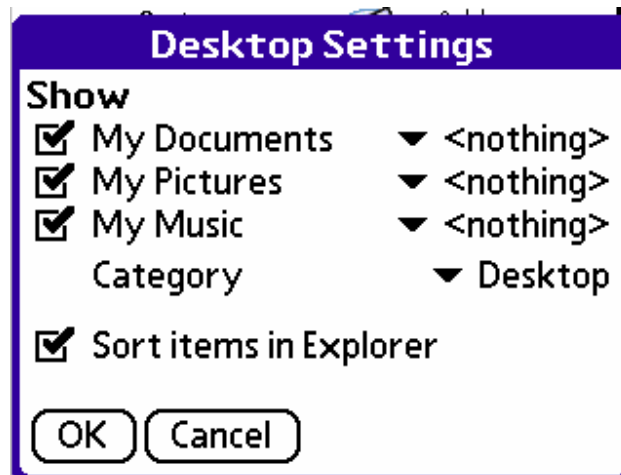 Desktop Settings
Show
My Documents <nothing>
My Pictures <nothing>
My Music <nothing>
Category Desktop
Sort items in Explorer
OK Cancel